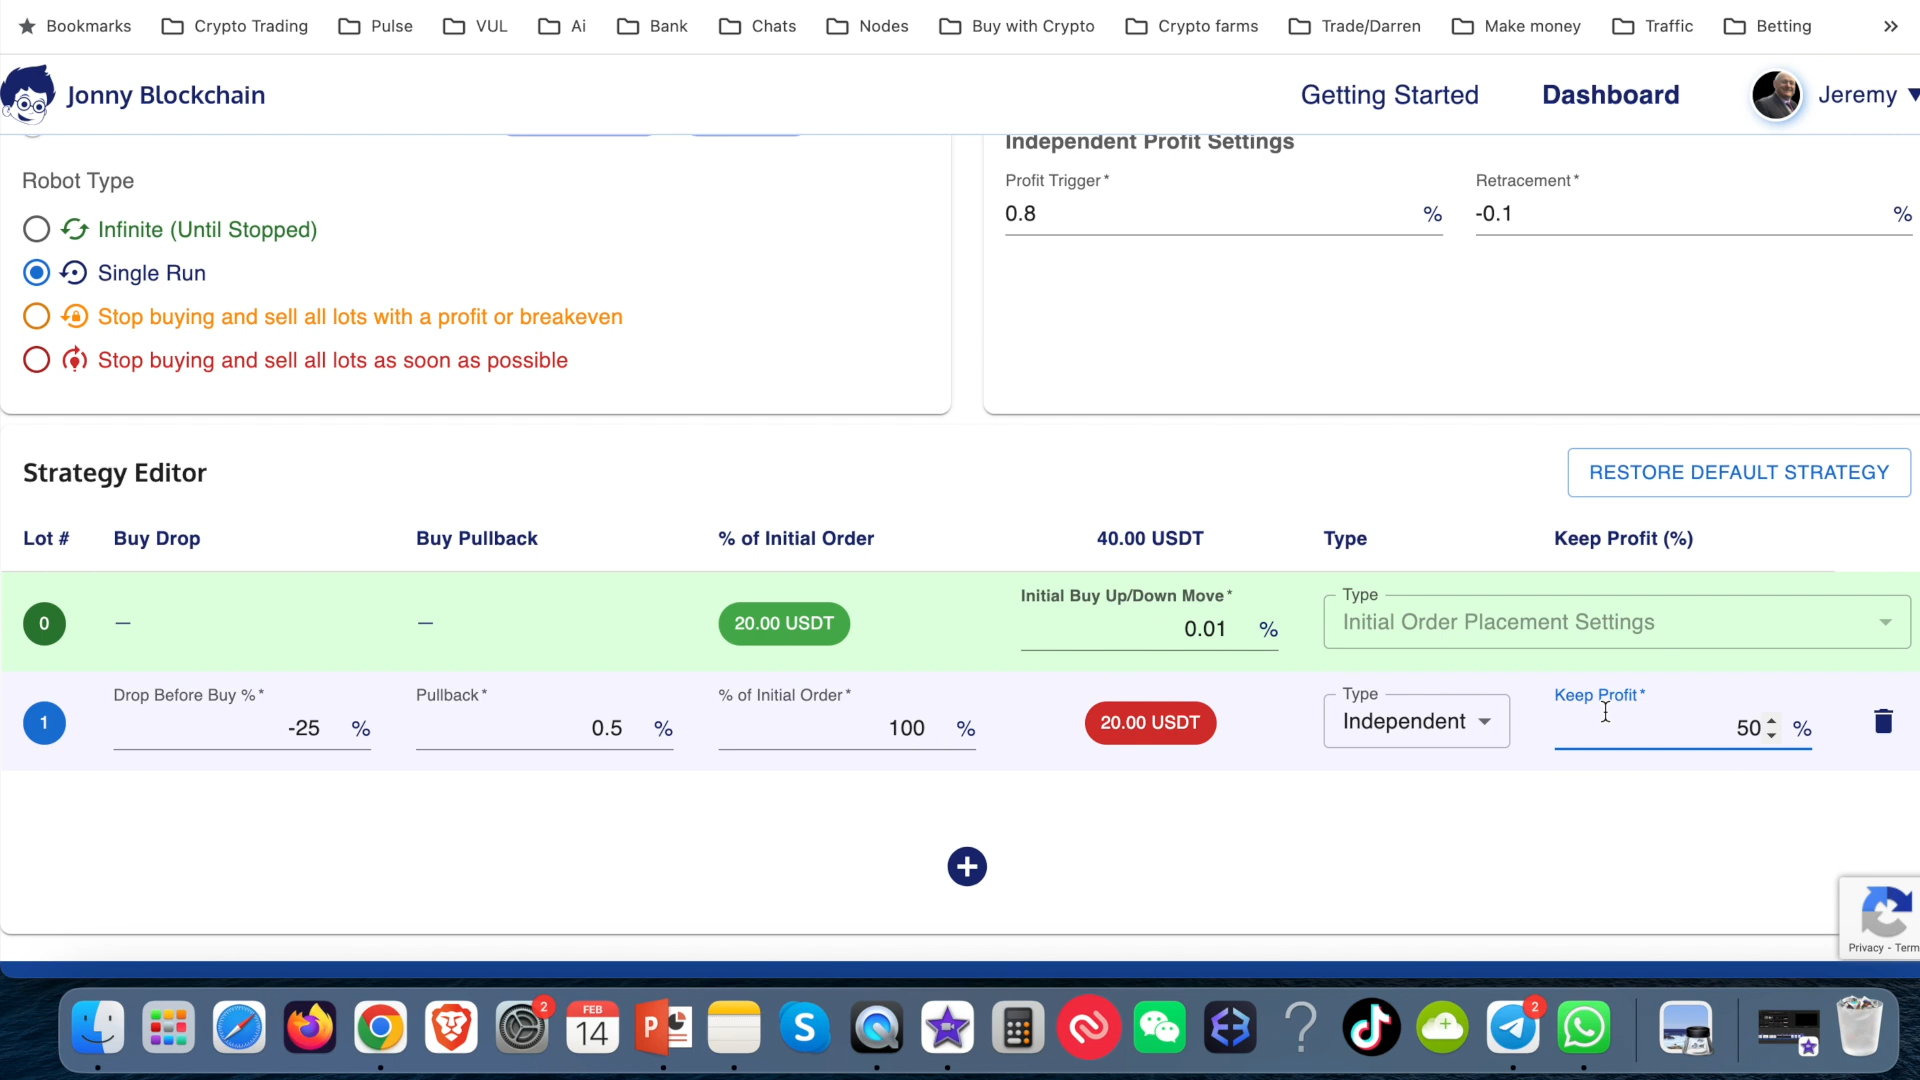 Bookmarks Crypto Trading Pulse VUL Ai Bank Chats Nodes Buy with Crypto Crypto farms Trade/Darren Make money Traffic Betting »
Jonny Blockchain Getting Started Dashboard Jeremy
Independent Profit Settings
Robot Type
Profit Trigger* Retracement*
0.8 % -0.1 %
Infinite (Until Stopped)
Single Run
Stop buying and sell all lots with a profit or breakeven
Stop buying and sell all lots as soon as possible
Strategy Editor RESTORE DEFAULT STRATEGY
Lot # Buy Drop Buy Pullback % of Initial Order 40.00 USDT Type Keep Profit (%)
Initial Buy Up/Down Move* Type
0 – – 20.00 USDT 0.01 % Initial Order Placement Settings
Drop Before Buy %* Pullback* % of Initial Order* Type Keep Profit*
1 -25 % 0.5 % 100 % 20.00 USDT Independent 50 %
+
Privacy - Term
2 FEB 2
14 P S ?